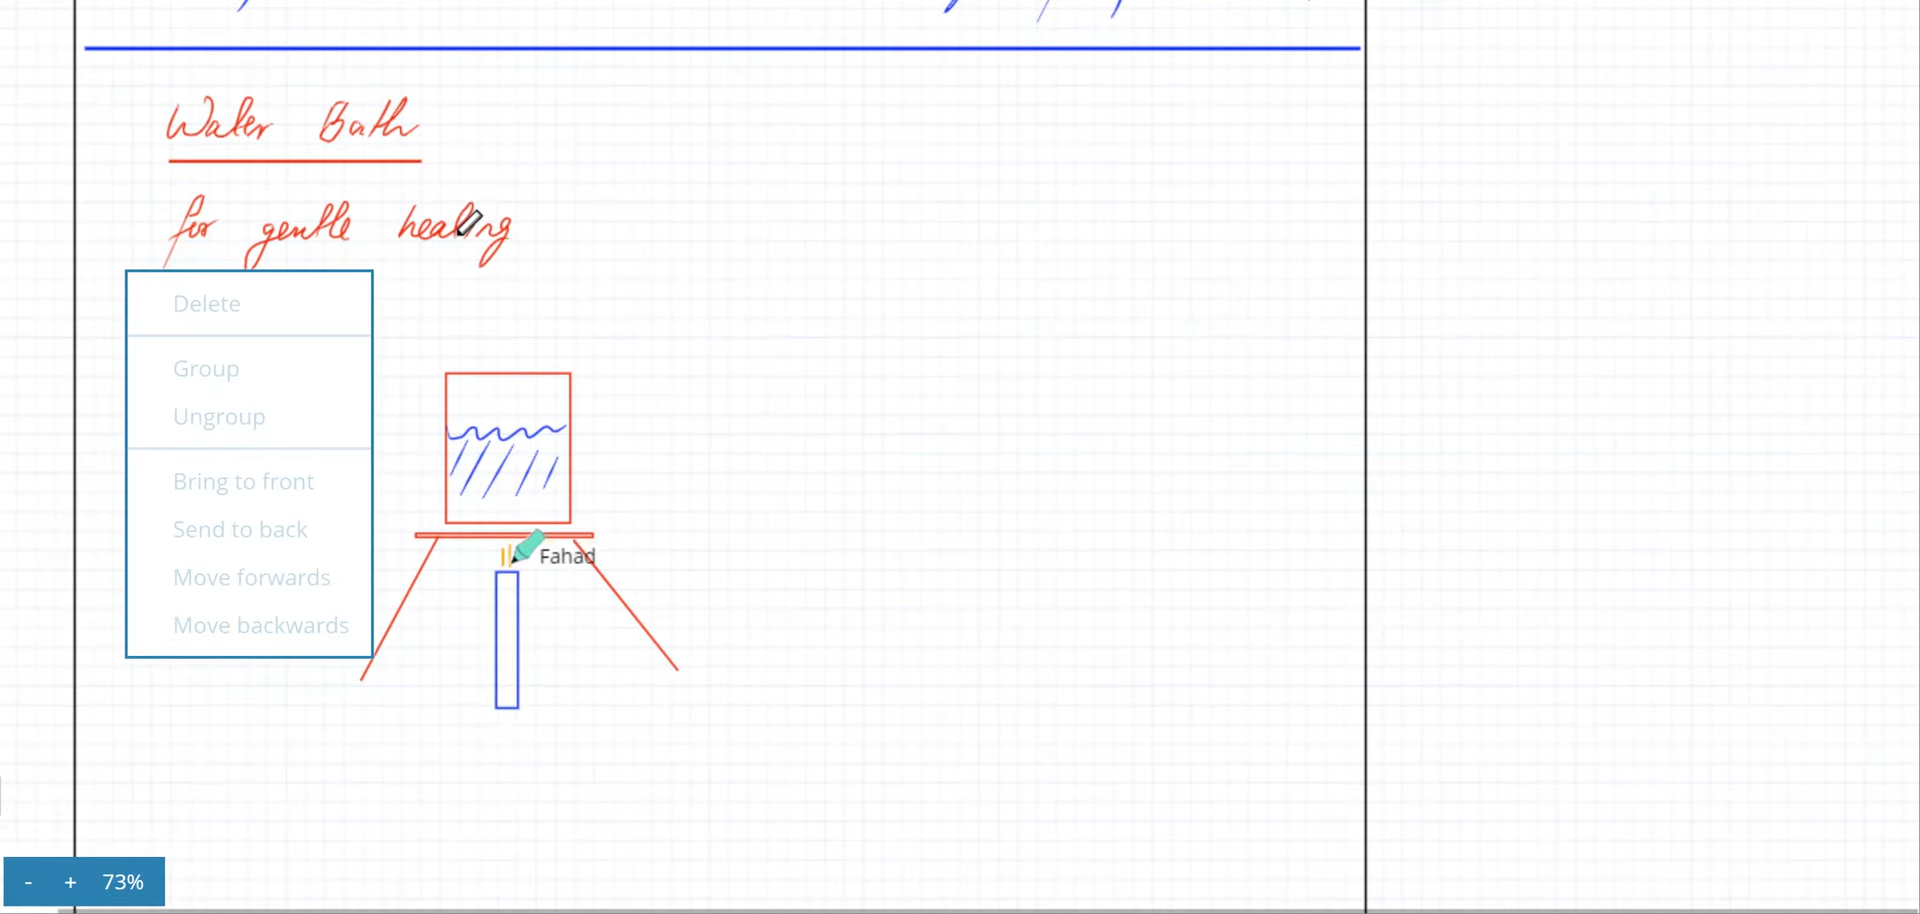 Water Bath
for gentle healing
Delete
Group
Ungroup
Bring to front
Send to back
Move forwards
Move backwards
Fahad
- + 73%